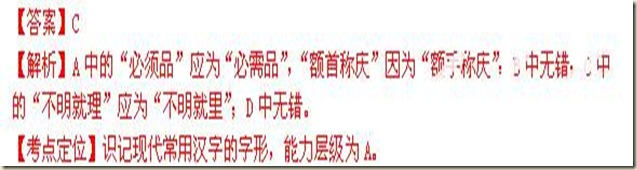 【答案】C
【解析】A中的“必须品”应为“必需品”，“额首称庆”因为“额手称庆”；B中无错。C中
的“不明就理”应为“不明就里”；D中无错。
【考点定位】识记现代常用汉字的字形，能力层级为A。